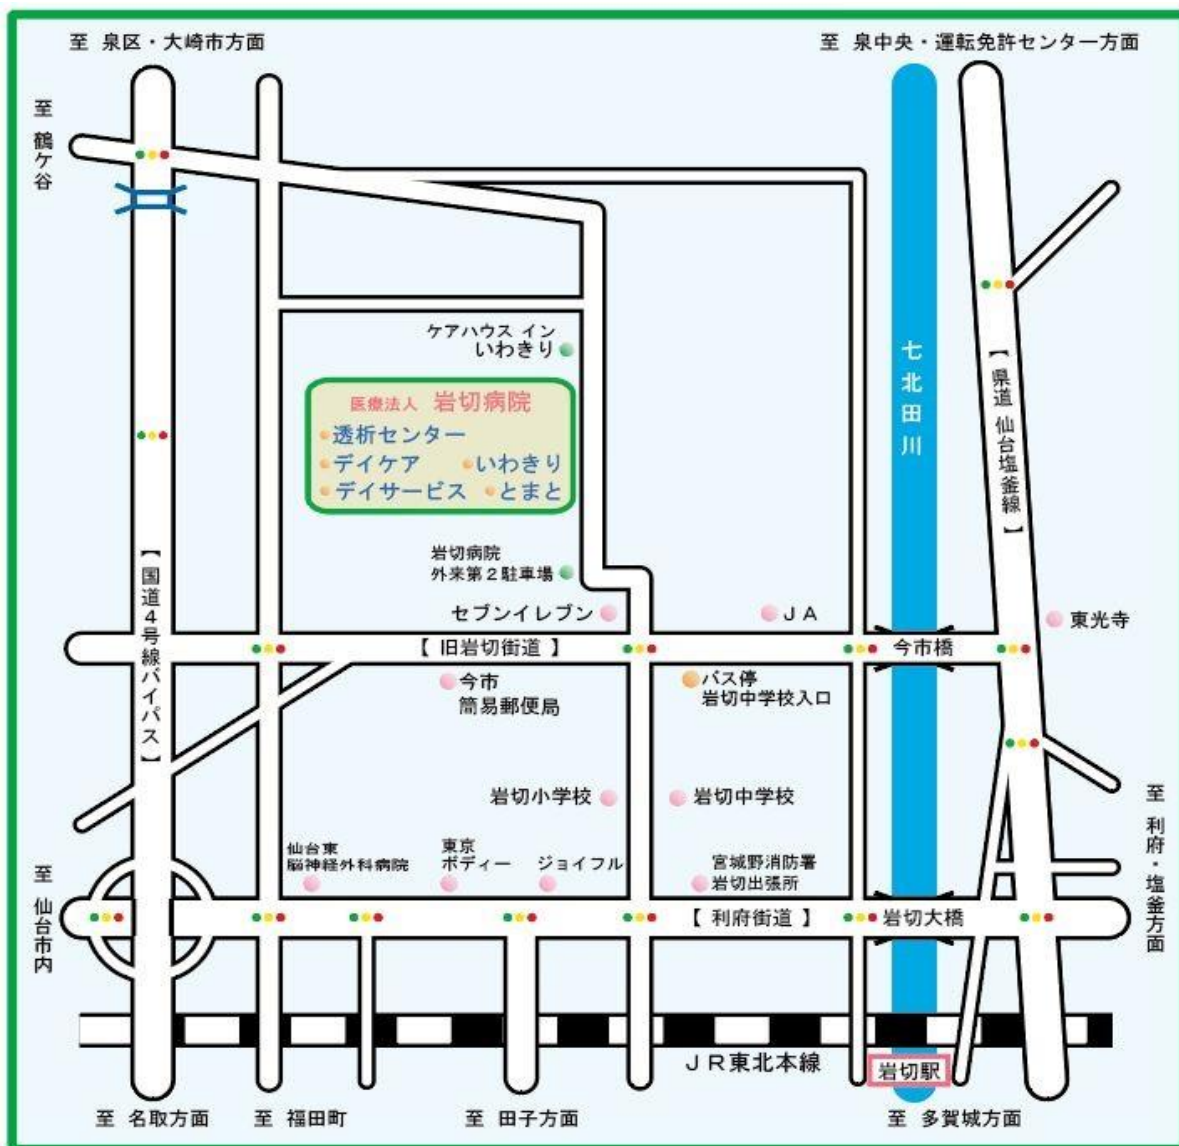 至 泉区・大崎市方面
至 泉中央・運転免許センター方面
至 鶴ケ谷
ケアハウス イン
いわきり
七北田川
【 県道 仙台塩釜線 】
医療法人 岩切病院
透析センター
デイケア いわきり
デイサービス とまと
岩切病院
外来第2駐車場
セブンイレブン
JA
東光寺
【 国道4号線バイパス 】
【 旧岩切街道 】
今市橋
今市
簡易郵便局
バス停
岩切中学校入口
岩切小学校
岩切中学校
至 利府・塩釜方面
仙台東
脳神経外科病院
東京
ボディー
ジョイフル
宮城野消防署
岩切出張所
至 仙台市内
【 利府街道 】
岩切大橋
JR東北本線
岩切駅
至 名取方面
至 福田町
至 田子方面
至 多賀城方面